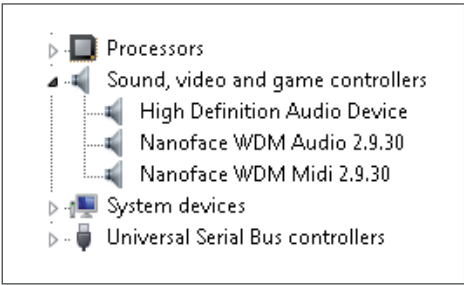 Processors
Sound, video and game controllers
High Definition Audio Device
Nanoface WDM Audio 2.9.30
Nanoface WDM Midi 2.9.30
System devices
Universal Serial Bus controllers